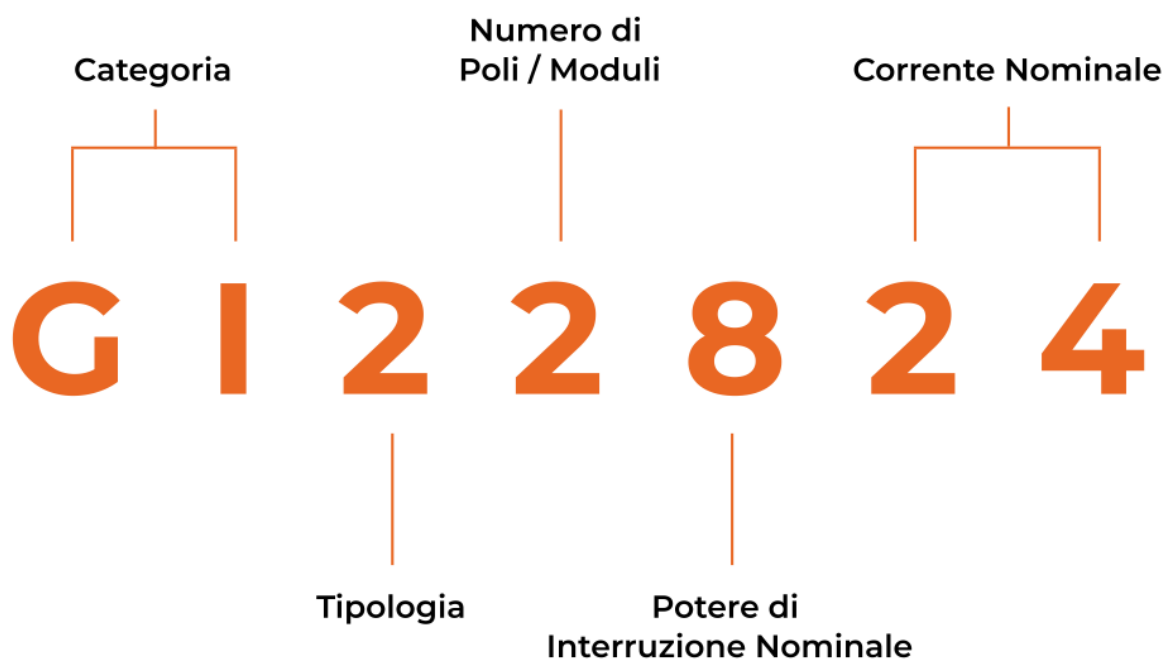 Numero di
Poli / Moduli
Categoria
Corrente Nominale
G I 2 2 8 2 4
Tipologia
Potere di
Interruzione Nominale